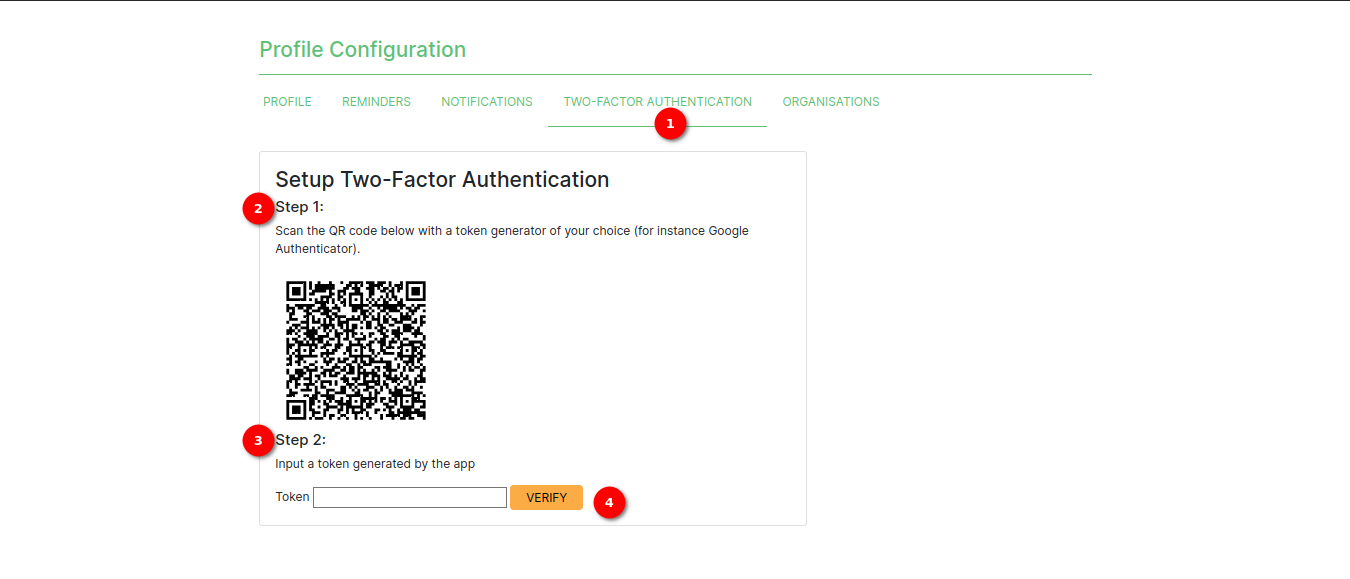 Profile Configuration
PROFILE REMINDERS NOTIFICATIONS TWO-FACTOR AUTHENTICATION ORGANISATIONS
1
Setup Two-Factor Authentication
2 Step 1:
Scan the QR code below with a token generator of your choice (for instance Google
Authenticator).
3 Step 2:
Input a token generated by the app
Token VERIFY 4